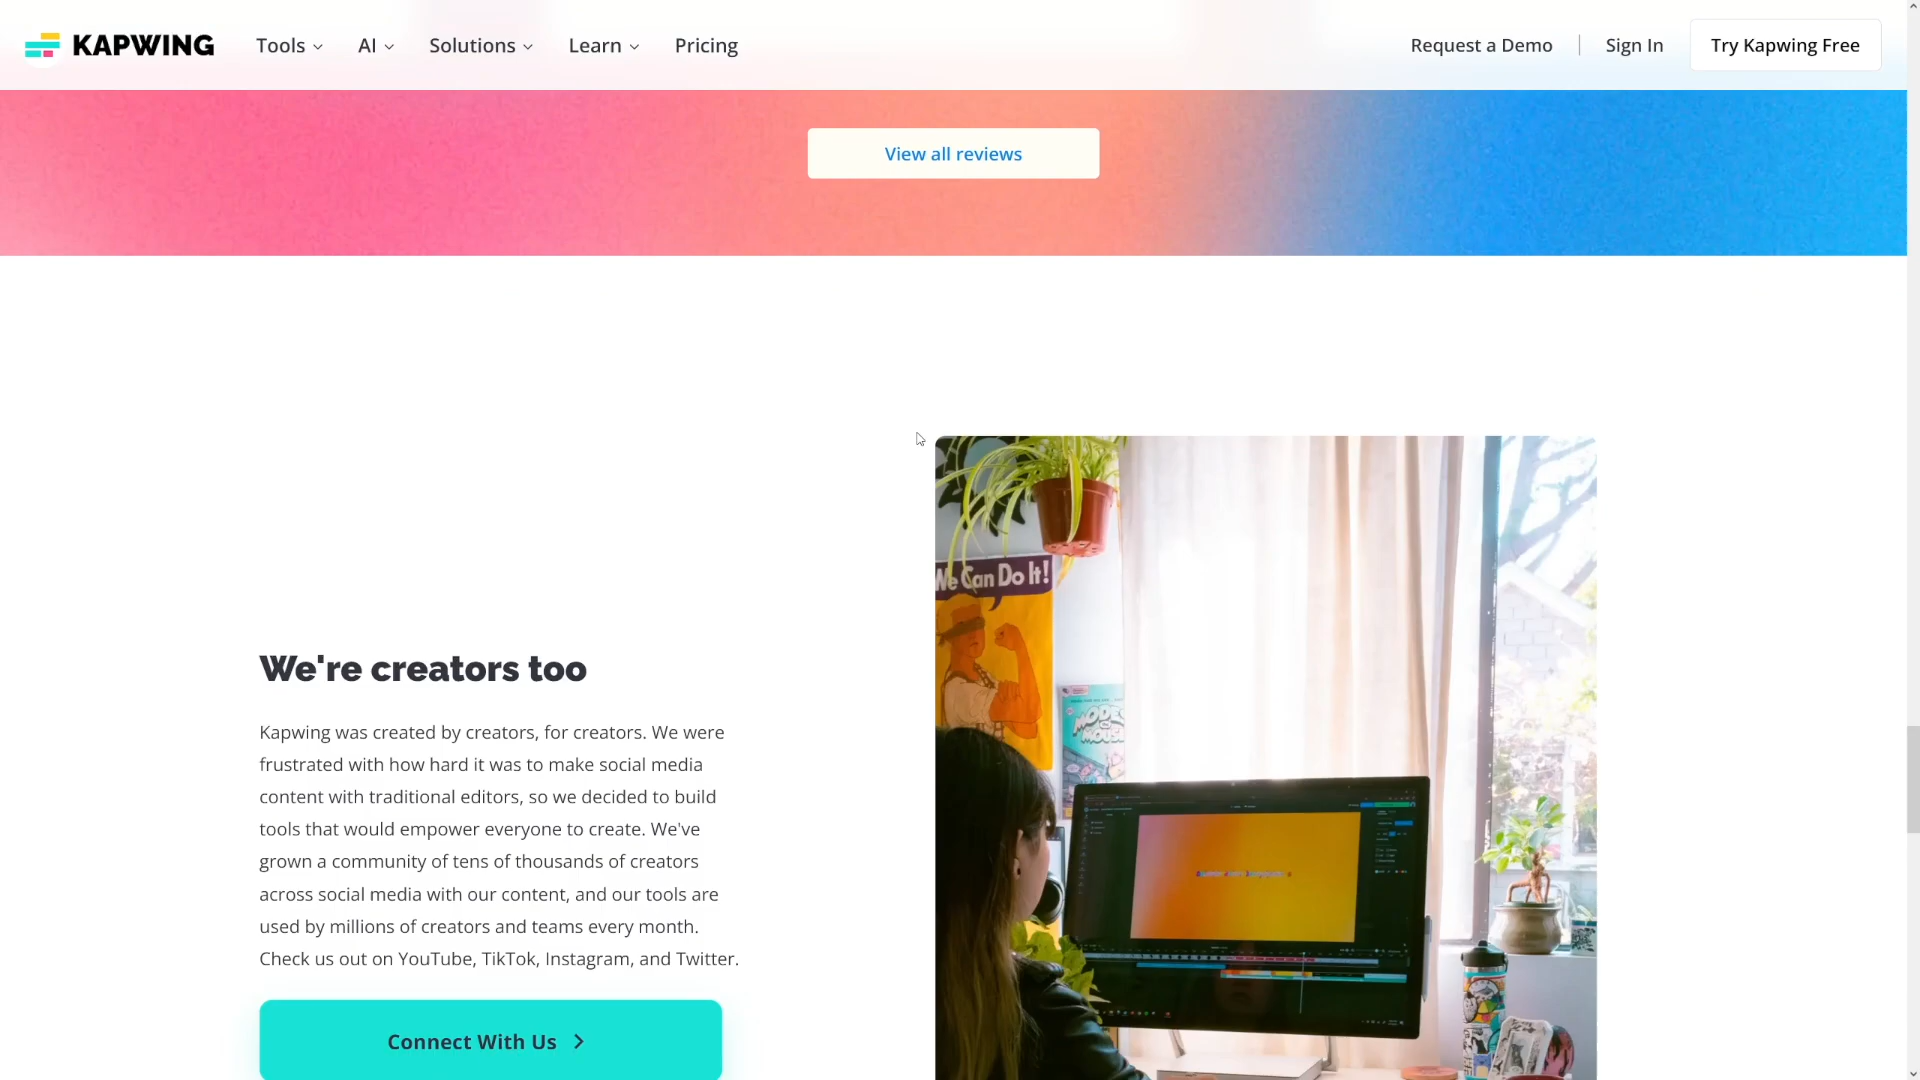 KAPWING
Tools
AI
Solutions
Learn
Pricing
Request a Demo
Sign In
Try Kapwing Free
View all reviews
We Can Do It!
We're creators too
Kapwing was created by creators, for creators. We were
frustrated with how hard it was to make social media
content with traditional editors, so we decided to build
tools that would empower everyone to create. We've
grown a community of tens of thousands of creators
across social media with our content, and our tools are
used by millions of creators and teams every month.
Check us out on YouTube, TikTok, Instagram, and Twitter.
Connect With Us